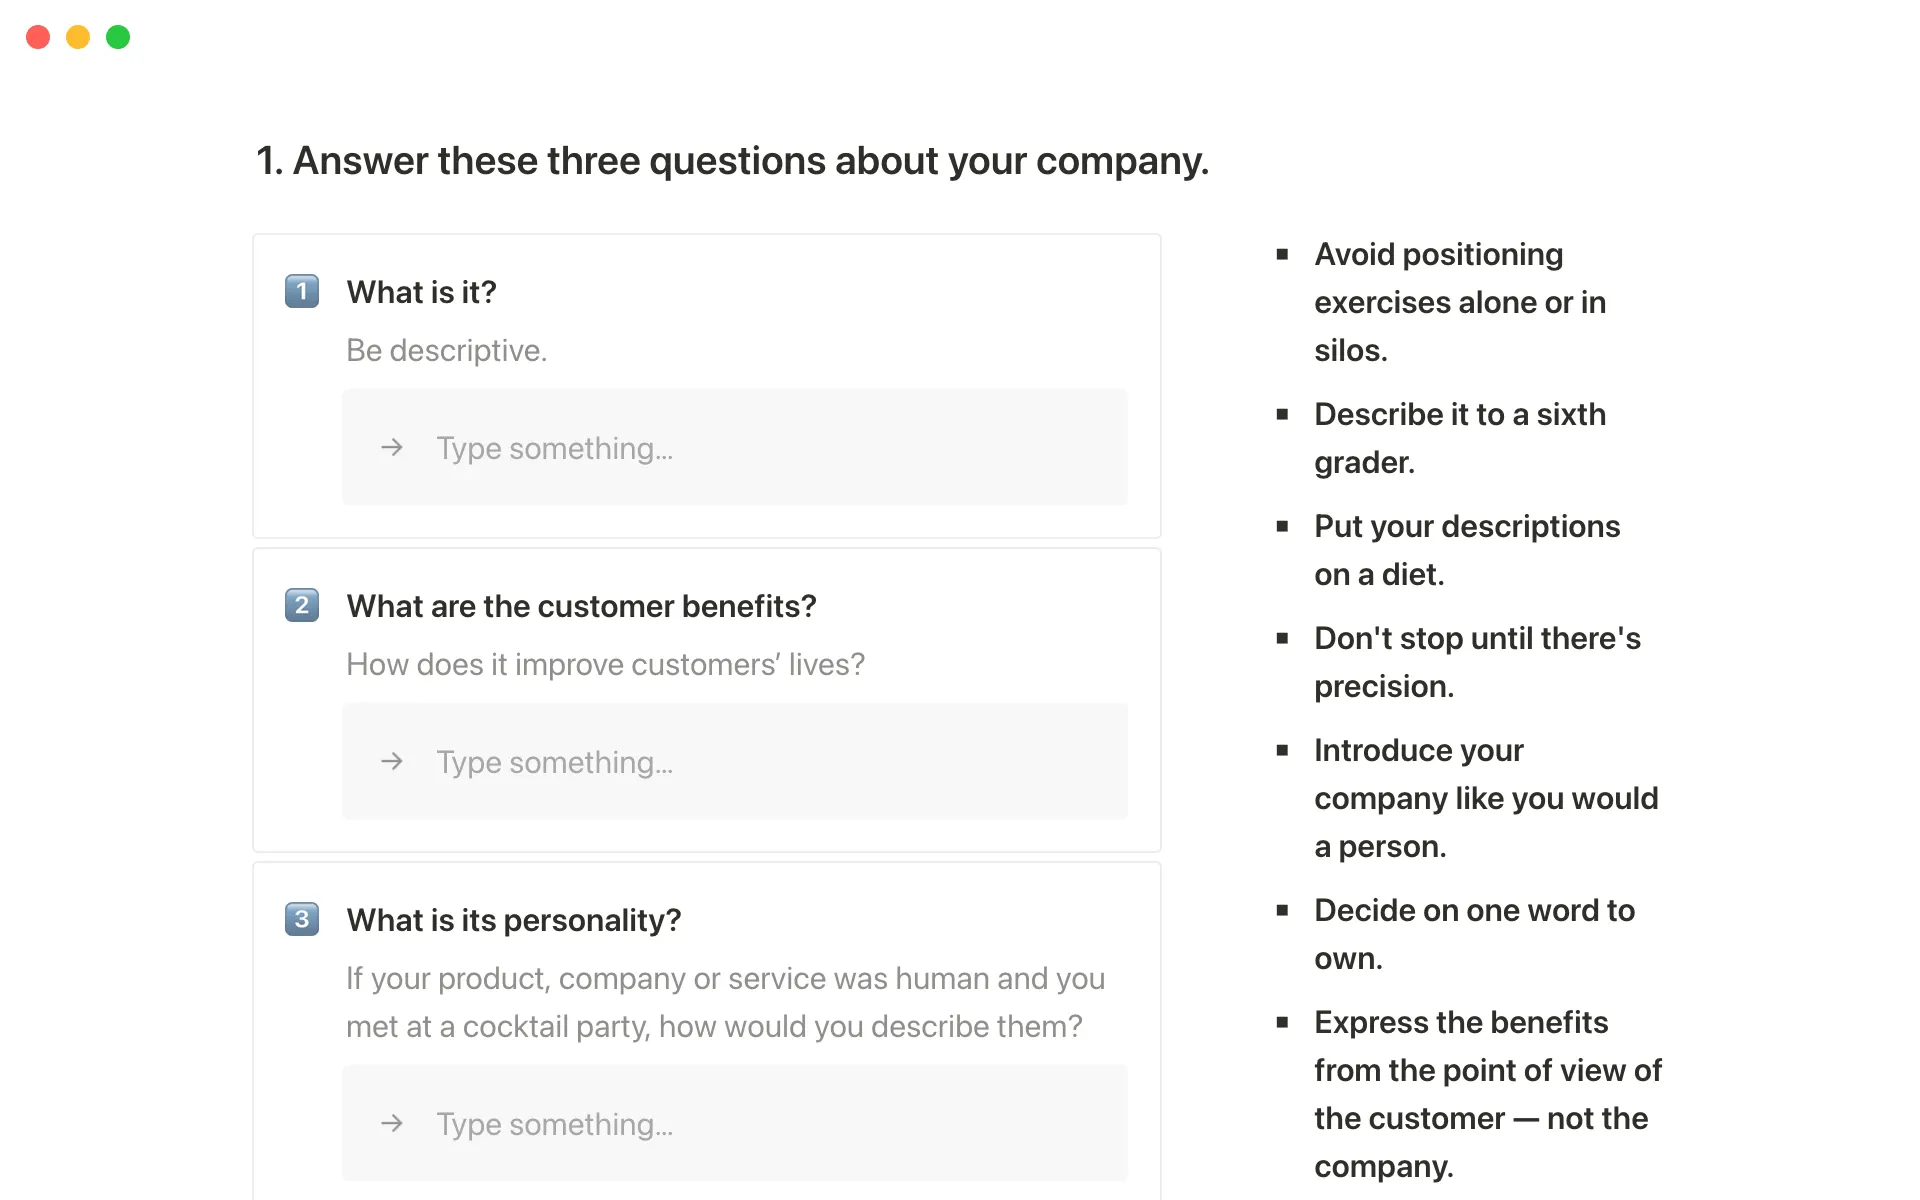 1. Answer these three questions about your company.
1 What is it?
Be descriptive.
→ Type something...
2 What are the customer benefits?
How does it improve customers’ lives?
→ Type something...
3 What is its personality?
If your product, company or service was human and you
met at a cocktail party, how would you describe them?
→ Type something...
▪ Avoid positioning
exercises alone or in
silos.
▪ Describe it to a sixth
grader.
▪ Put your descriptions
on a diet.
▪ Don't stop until there's
precision.
▪ Introduce your
company like you would
a person.
▪ Decide on one word to
own.
▪ Express the benefits
from the point of view of
the customer — not the
company.